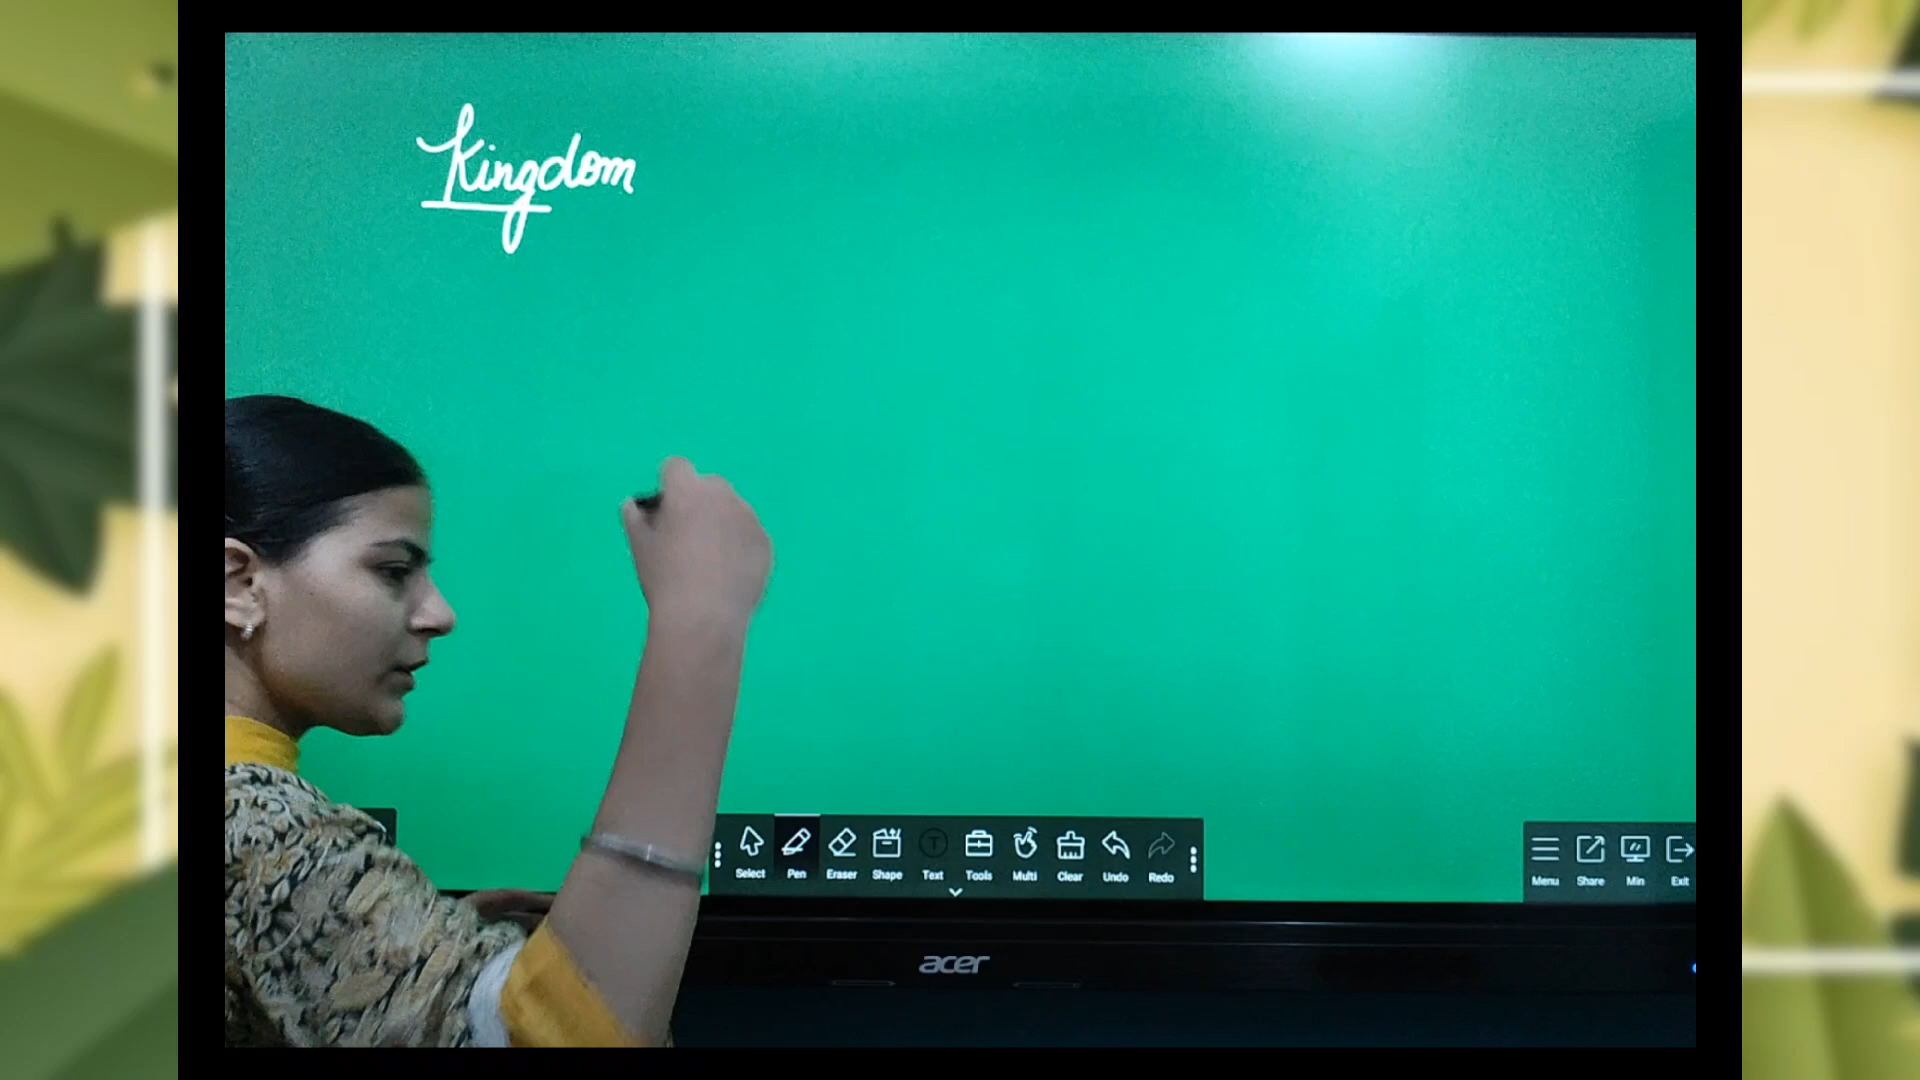 Kingdom
Select Pen Eraser Shape Text Tools Multi Clear Undo Redo
Menu Share Min Exit
acer